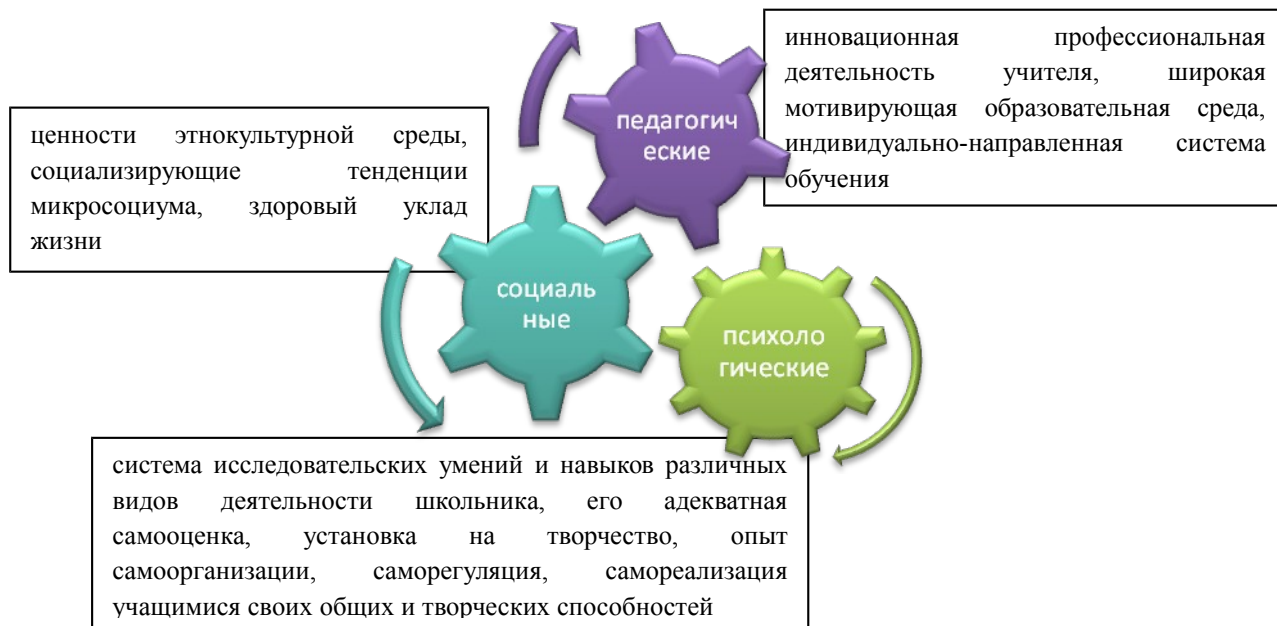 инновационная профессиональная
деятельность учителя, широкая
мотивирующая образовательная среда,
индивидуально-направленная система
обучения
педагогич
еские
ценности этнокультурной среды,
социализирующие тенденции
микросоциума, здоровый уклад
жизни
социаль
ные
психоло
гические
система исследовательских умений и навыков различных
видов деятельности школьника, его адекватная
самооценка, установка на творчество, опыт
самоорганизации, саморегуляция, самореализация
учащимися своих общих и творческих способностей